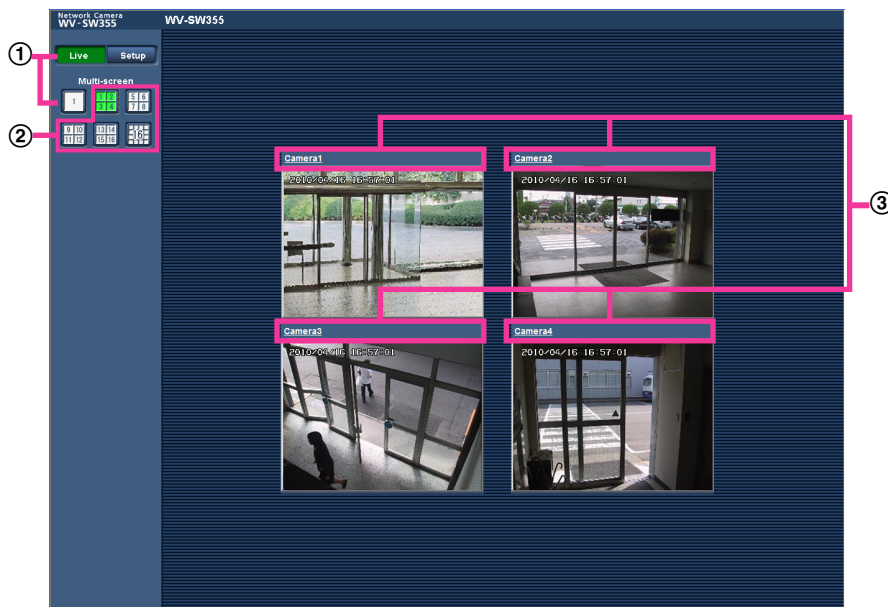 Network Camera
WV-SW355
WV-SW355
① Live Setup
Multi-screen
1 1 2 3 4 5 6 7 8
② 9 10 11 12 13 14 15 16 16
③
Camera1 Camera2
2010/04/16 16:57:01 2010/04/16 16:57:01
Camera3 Camera4
2010/04/16 16:57:01 2010/04/16 16:57:01